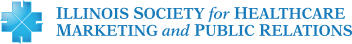 ILLINOIS SOCIETY for HEALTHCARE
MARKETING and PUBLIC RELATIONS